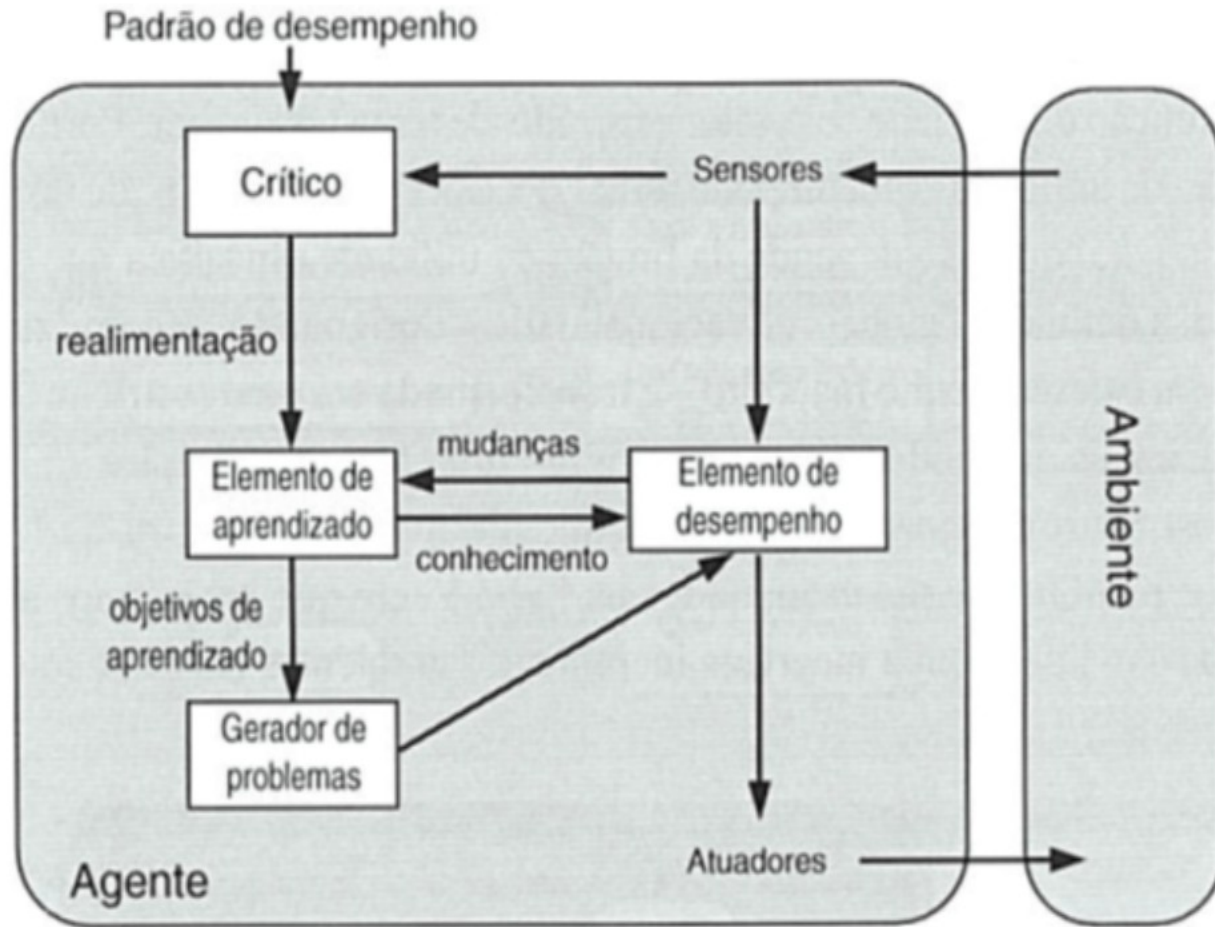 Padrão de desempenho
Crítico
Sensores
realimentação
mudanças
Elemento de
aprendizado
Elemento de
desempenho
conhecimento
objetivos de
aprendizado
Gerador de
problemas
Atuadores
Agente
Ambiente